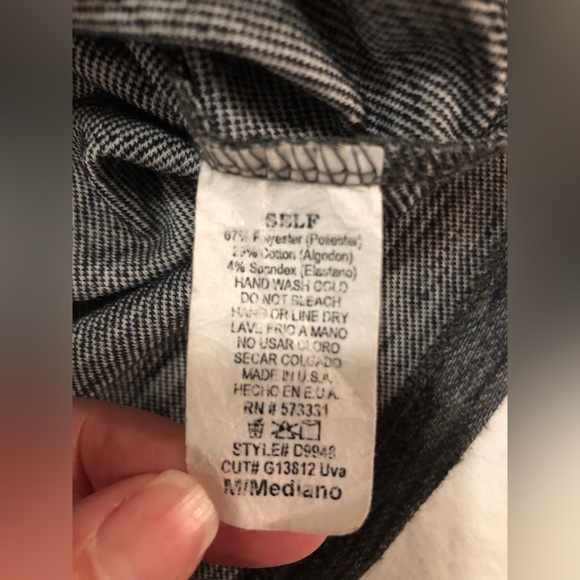 SELF
67% Polyester (Poliester)
29% Cotton (Algodon)
4% Spandex (Elastano)
HAND WASH COLD
DO NOT BLEACH
HANG OR LINE DRY
LAVE FRIO A MANO
NO USAR CLORO
SECAR COLGADO
MADE IN U.S.A.
HECHO EN E.U.A.
RN # 573331
STYLE# D9948
CUT# G13812 Uva
M/Mediano